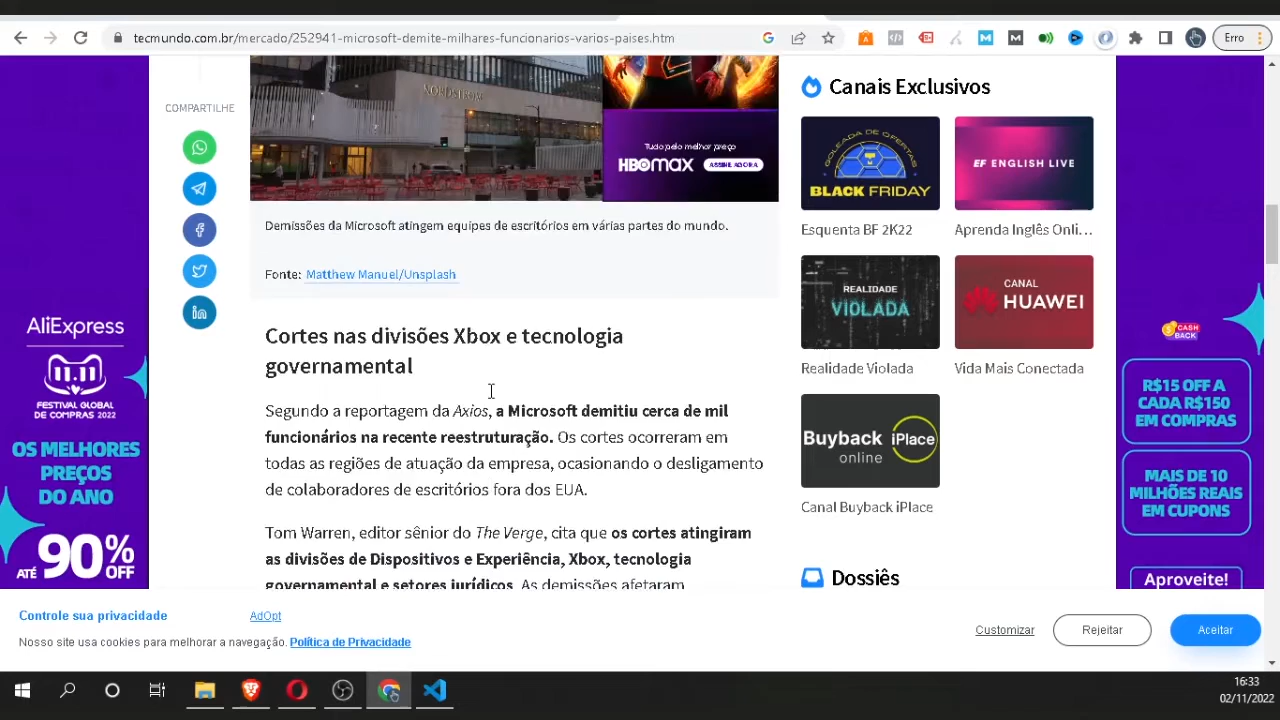 tecmundo.com.br/mercado/252941-microsoft-demite-milhares-funcionarios-varios-paises.htm
Erro
COMPARTILHE
NORDSTROM
Tudo pelo melhor preço
HBOMAX
ASSINE AGORA
Demissões da Microsoft atingem equipes de escritórios em várias partes do mundo.
Fonte: Matthew Manuel/Unsplash
Cortes nas divisões Xbox e tecnologia
governamental
Segundo a reportagem da Axios, a Microsoft demitiu cerca de mil
funcionários na recente reestruturação. Os cortes ocorreram em
todas as regiões de atuação da empresa, ocasionando o desligamento
de colaboradores de escritórios fora dos EUA.
Tom Warren, editor sênior do The Verge, cita que os cortes atingiram
as divisões de Dispositivos e Experiência, Xbox, tecnologia
governamental e setores jurídicos. As demissões afetaram
Canais Exclusivos
GOLEADA DE OFERTAS
BLACK FRIDAY
EF ENGLISH LIVE
Esquenta BF 2K22
Aprenda Inglês Onli...
REALIDADE
VIOLADA
CANAL
HUAWEI
Realidade Violada
Vida Mais Conectada
Buyback iPlace
online
Canal Buyback iPlace
Dossiês
AliExpress
11.11
FESTIVAL GLOBAL
DE COMPRAS 2022
OS MELHORES
PREÇOS
DO ANO
ATÉ 90% OFF
CASH
BACK
R$15 OFF A
CADA R$150
EM COMPRAS
MAIS DE 10
MILHÕES REAIS
EM CUPONS
Aproveite!
Controle sua privacidade
AdOpt
Nosso site usa cookies para melhorar a navegação. Política de Privacidade
Customizar
Rejeitar
Aceitar
16:33
02/11/2022